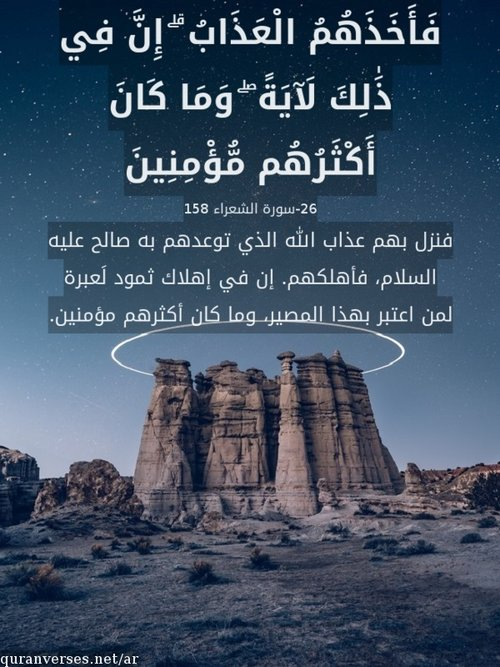 فَأَخَذَهُمُ الْعَذَابُ ۗ إِنَّ فِي
ذَٰلِكَ لَآيَةً ۖ وَمَا كَانَ
أَكْثَرُهُم مُّؤْمِنِينَ
26-سورة الشعراء 158
فنزل بهم عذاب الله الذي توعدهم به صالح عليه
السلام، فأهلكهم. إن في إهلاك ثمود لَعبرة
لمن اعتبر بهذا المصير، وما كان أكثرهم مؤمنين.
quranverses.net/ar